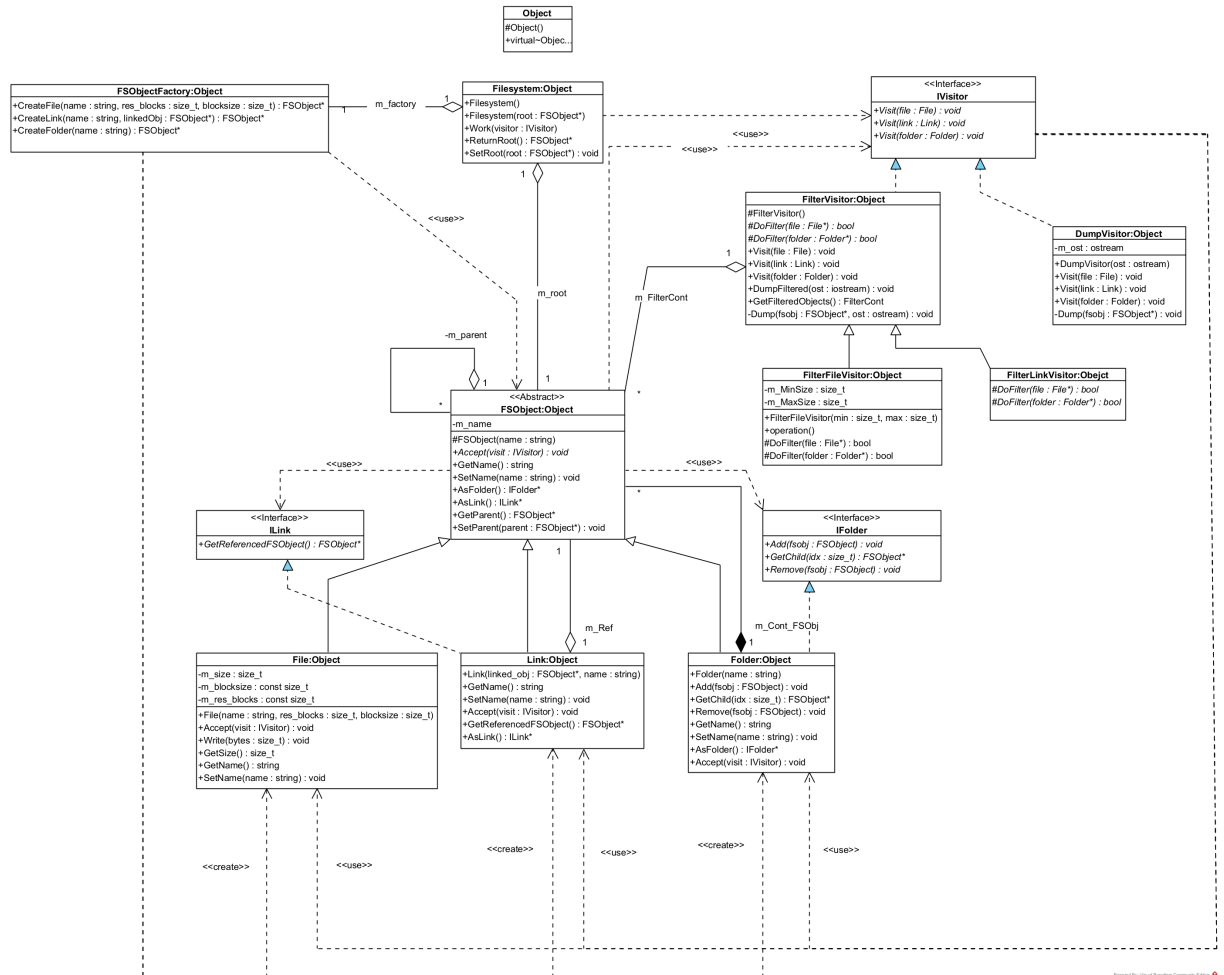 Object
#Object()
+virtual~Objec...
FSObjectFactory:Object
+CreateFile(name : string, res_blocks : size_t, blocksize : size_t) : FSObject*
+CreateLink(name : string, linkedObj : FSObject*) : FSObject*
+CreateFolder(name : string) : FSObject*
1
m_factory
1
Filesystem:Object
+Filesystem()
+Filesystem(root : FSObject*)
+Work(visitor : IVisitor)
+ReturnRoot() : FSObject*
+SetRoot(root : FSObject*) : void
<<Interface>>
IVisitor
+Visit(file : File) : void
+Visit(link : Link) : void
+Visit(folder : Folder) : void
<<use>>
<<use>>
1
<<use>>
FilterVisitor:Object
#FilterVisitor()
#DoFilter(file : File*) : bool
#DoFilter(folder : Folder*) : bool
+Visit(file : File) : void
+Visit(link : Link) : void
+Visit(folder : Folder) : void
+DumpFiltered(ost : iostream) : void
+GetFilteredObjects() : FilterCont
-Dump(fsobj : FSObject*, ost : ostream) : void
DumpVisitor:Object
-m_ost : ostream
+DumpVisitor(ost : ostream)
+Visit(file : File) : void
+Visit(link : Link) : void
+Visit(folder : Folder) : void
-Dump(fsobj : FSObject*) : void
1
m_root
m_FilterCont
-m_parent
1
*
1
*
FilterFileVisitor:Object
-m_MinSize : size_t
-m_MaxSize : size_t
+FilterFileVisitor(min : size_t, max : size_t)
+operation()
#DoFilter(file : File*) : bool
#DoFilter(folder : Folder*) : bool
FilterLinkVisitor:Obejct
#DoFilter(file : File*) : bool
#DoFilter(folder : Folder*) : bool
<<Abstract>>
FSObject:Object
-m_name
#FSObject(name : string)
+Accept(visit : IVisitor) : void
+GetName() : string
+SetName(name : string) : void
+AsFolder() : IFolder*
+AsLink() : ILink*
+GetParent() : FSObject*
+SetParent(parent : FSObject*) : void
<<use>>
<<use>>
*
1
<<Interface>>
ILink
+GetReferencedFSObject() : FSObject*
<<Interface>>
IFolder
+Add(fsobj : FSObject) : void
+GetChild(idx : size_t) : FSObject*
+Remove(fsobj : FSObject) : void
m_Ref
1
m_Cont_FSObj
1
File:Object
-m_size : size_t
-m_blocksize : const size_t
-m_res_blocks : const size_t
+File(name : string, res_blocks : size_t, blocksize : size_t)
+Accept(visit : IVisitor) : void
+Write(bytes : size_t) : void
+GetSize() : size_t
+GetName() : string
+SetName(name : string) : void
Link:Object
+Link(linked_obj : FSObject*, name : string)
+GetName() : string
+SetName(name : string) : void
+Accept(visit : IVisitor) : void
+GetReferencedFSObject() : FSObject*
+AsLink() : ILink*
Folder:Object
+Folder(name : string)
+Add(fsobj : FSObject) : void
+GetChild(idx : size_t) : FSObject*
+Remove(fsobj : FSObject) : void
+GetName() : string
+SetName(name : string) : void
+AsFolder() : IFolder*
+Accept(visit : IVisitor) : void
<<create>>
<<use>>
<<create>>
<<use>>
<<create>>
<<use>>